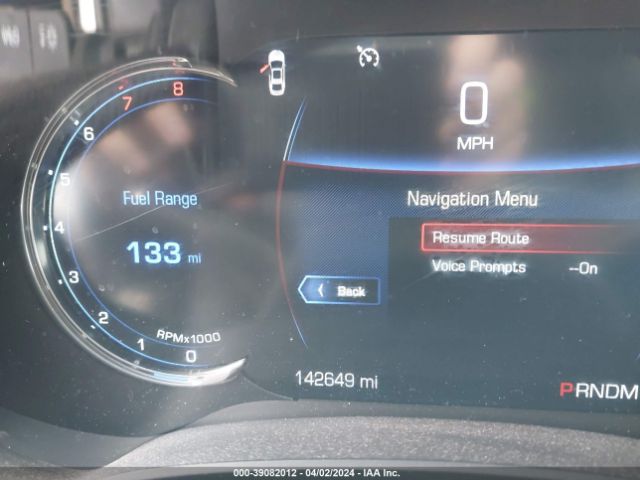 0
MPH
8
7
6
5
4
3
2
1
0
RPMx1000
Fuel Range
133 mi
Navigation Menu
Resume Route
Voice Prompts --On
Back
142649 mi
PRNDM
000-39082012 - 04/02/2024 - IAA Inc.